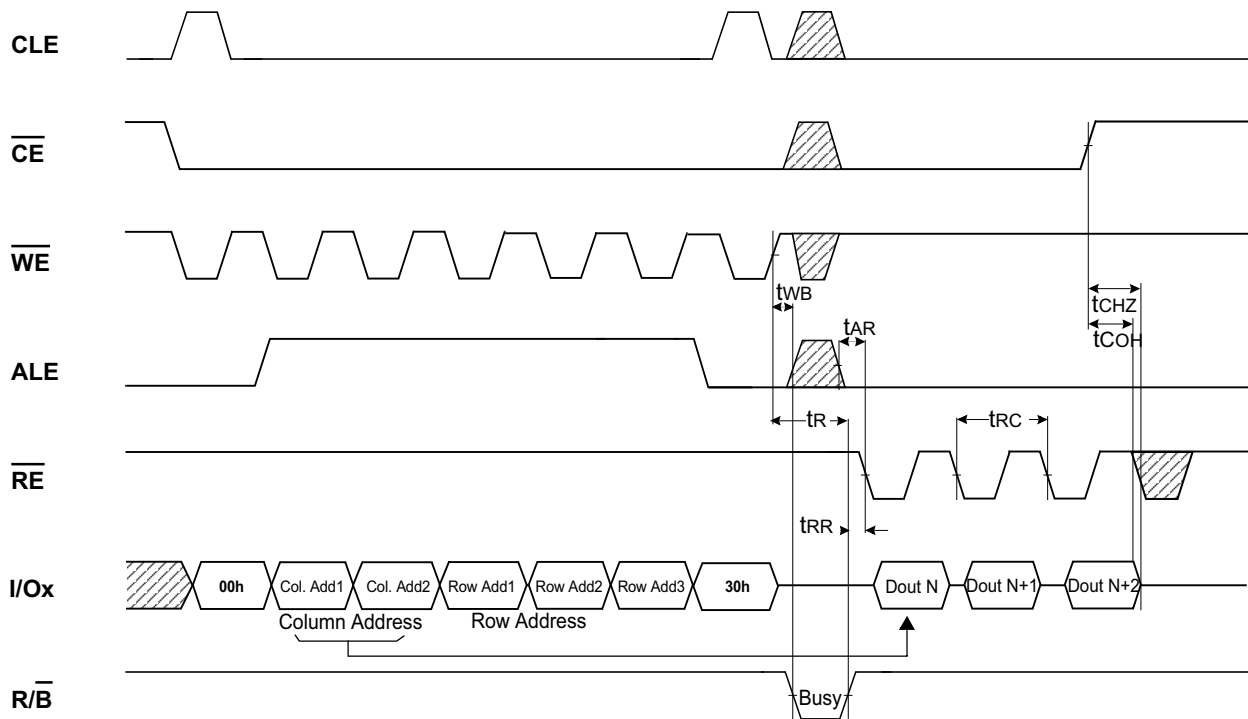 CLE
CE
WE
tWB
tCHZ
tAR
tCOH
ALE
tR
tRC
RE
tRR
I/Ox
00h
Col. Add1
Col. Add2
Row Add1
Row Add2
Row Add3
30h
Dout N
Dout N+1
Dout N+2
Column Address
Row Address
R/B
Busy